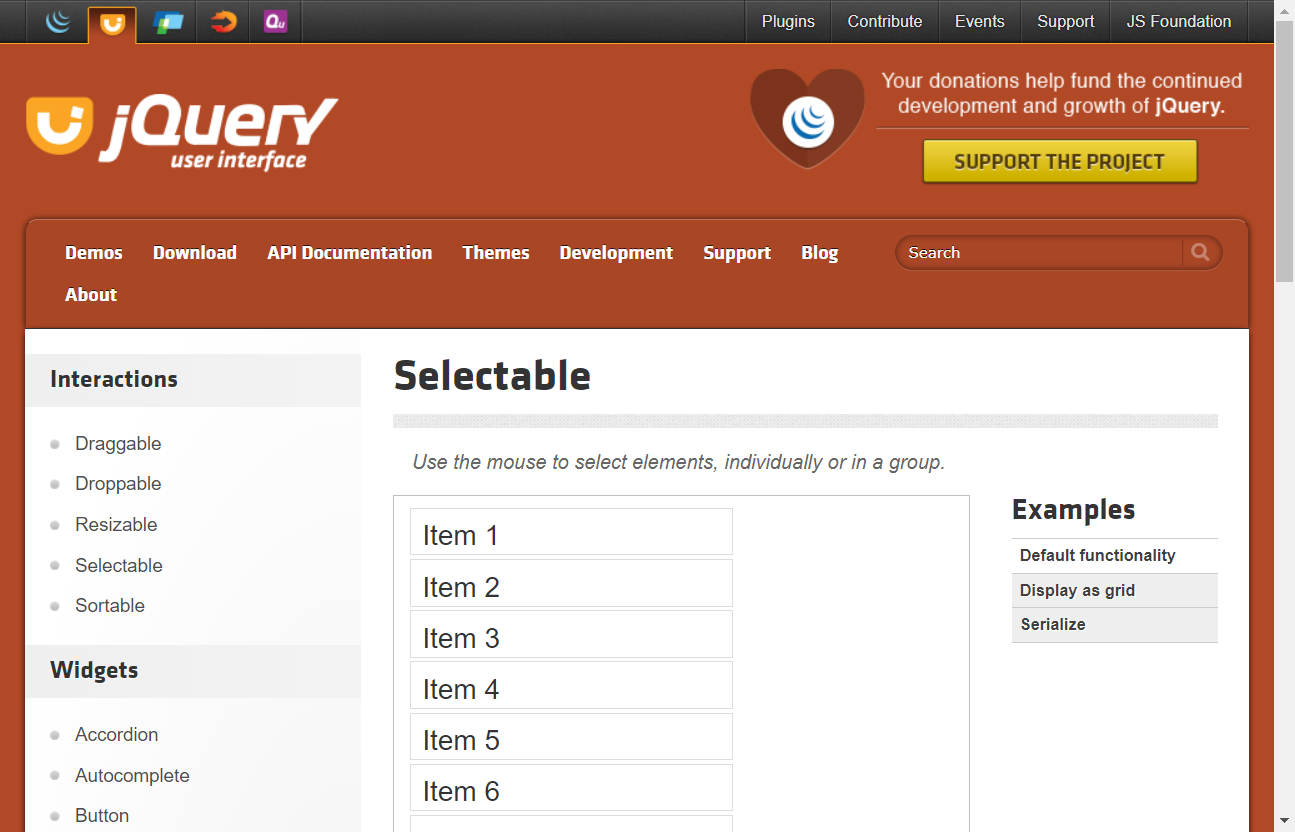 Qu
Plugins
Contribute
Events
Support
JS Foundation
jQuery
user interface
Your donations help fund the continued
development and growth of jQuery.
SUPPORT THE PROJECT
Demos
Download
API Documentation
Themes
Development
Support
Blog
About
Search
Interactions
Draggable
Droppable
Resizable
Selectable
Sortable
Widgets
Accordion
Autocomplete
Button
Selectable
Use the mouse to select elements, individually or in a group.
Item 1
Item 2
Item 3
Item 4
Item 5
Item 6
Examples
Default functionality
Display as grid
Serialize